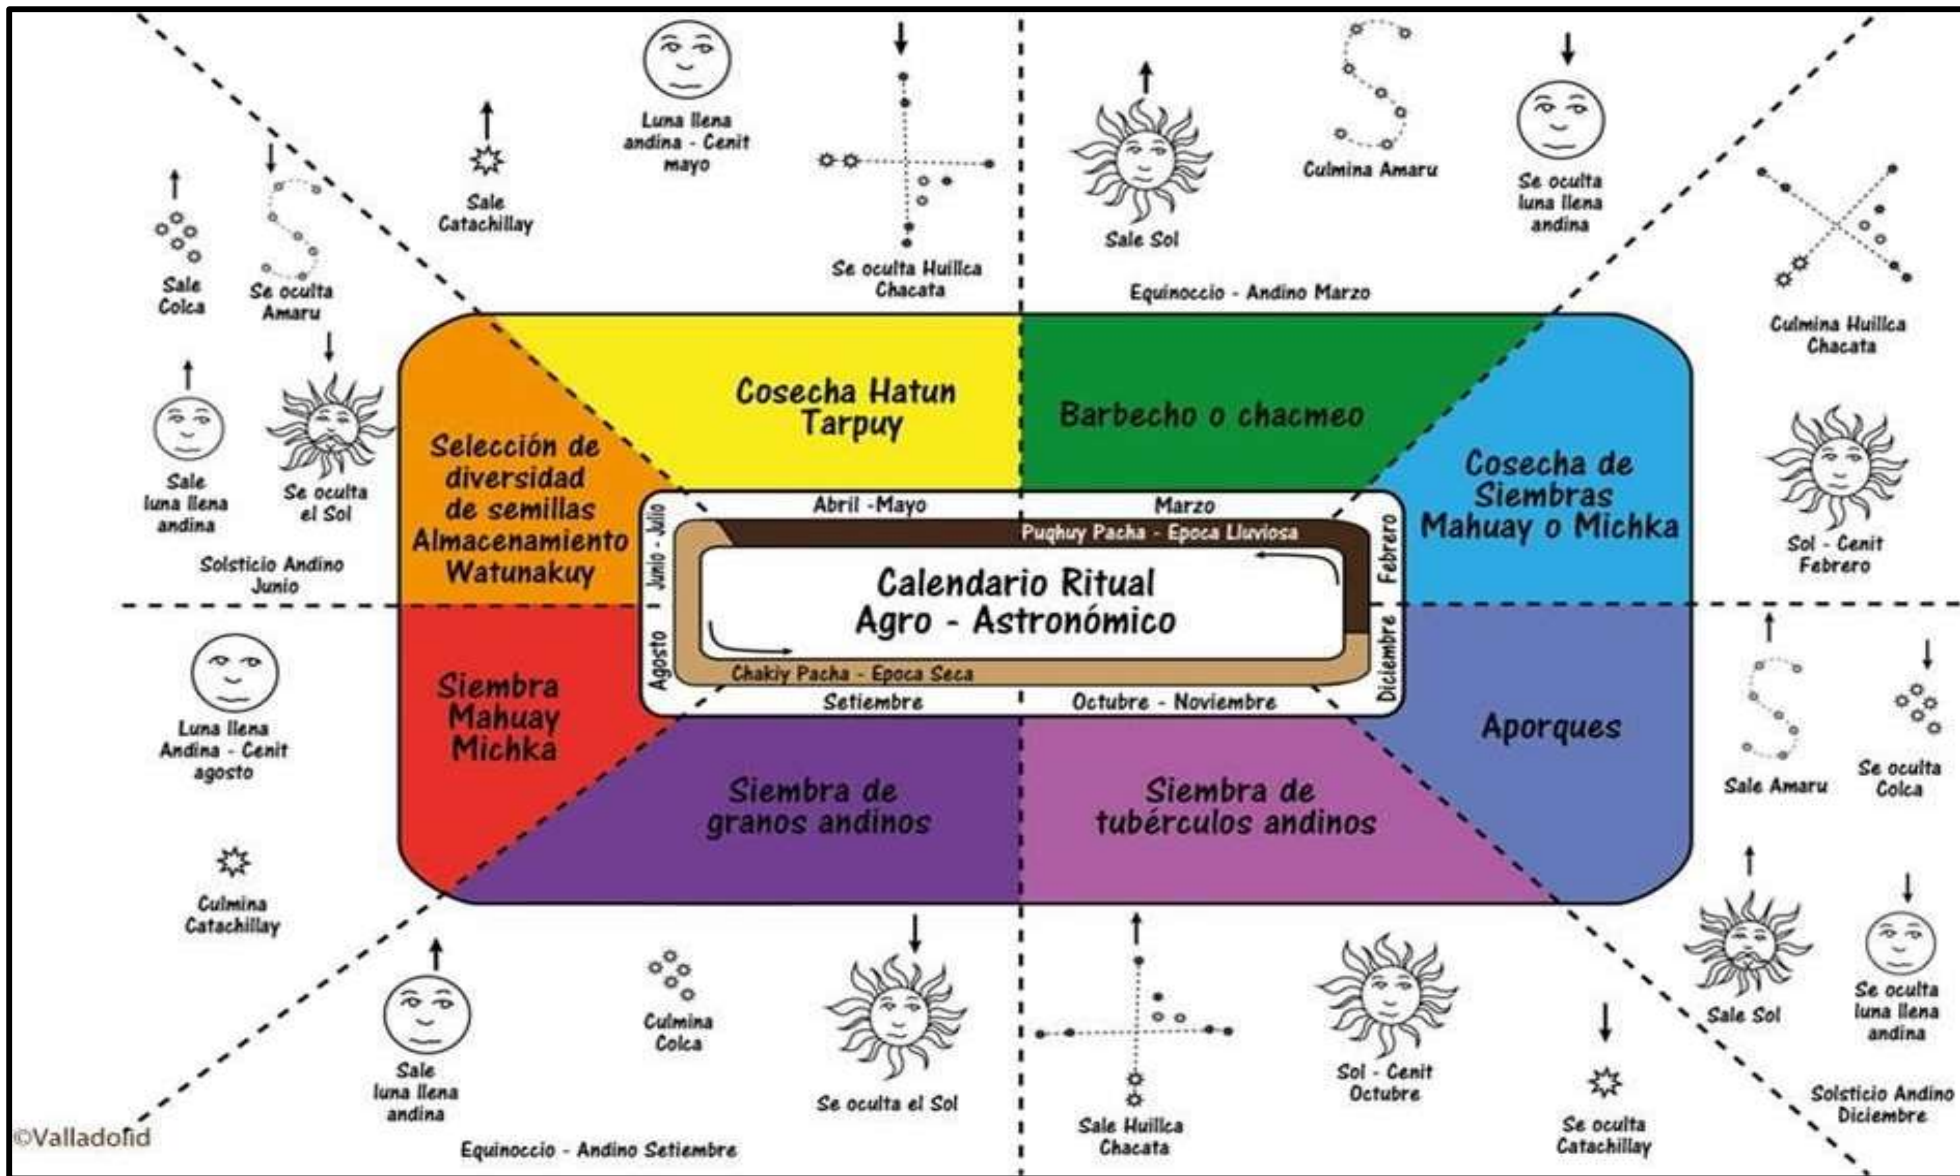 Luna llena
andina - Cenit
mayo
Sale
Catachillay
Se oculta Huillca
Chacata
Sale Sol
Culmina Amaru
Se oculta
luna llena
andina
Equinoccio - Andino Marzo
Sale
Colca
Se oculta
Amaru
Sale
luna llena
andina
Se oculta
el Sol
Solsticio Andino
Junio
Culmina Huillca
Chacata
Sol - Cenit
Febrero
Cosecha Hatun
Tarpuy
Barbecho o chacmeo
Selección de
diversidad
de semillas
Almacenamiento
Watunakuy
Cosecha de
Siembras
Mahuay o Michka
Abril -Mayo
Marzo
Junio - Julio
Febrero
Puqhuy Pacha - Epoca Lluviosa
Calendario Ritual
Agro - Astronómico
Chakiy Pacha - Epoca Seca
Agosto
Diciembre
Setiembre
Octubre - Noviembre
Siembra
Mahuay
Michka
Aporques
Siembra de
granos andinos
Siembra de
tubérculos andinos
Luna llena
Andina - Cenit
agosto
Culmina
Catachillay
Sale Amaru
Se oculta
Colca
Sale Sol
Se oculta
luna llena
andina
Solsticio Andino
Diciembre
Sale
luna llena
andina
Culmina
Colca
Se oculta el Sol
Equinoccio - Andino Setiembre
Sale Huillca
Chacata
Sol - Cenit
Octubre
Se oculta
Catachillay
©Valladolid